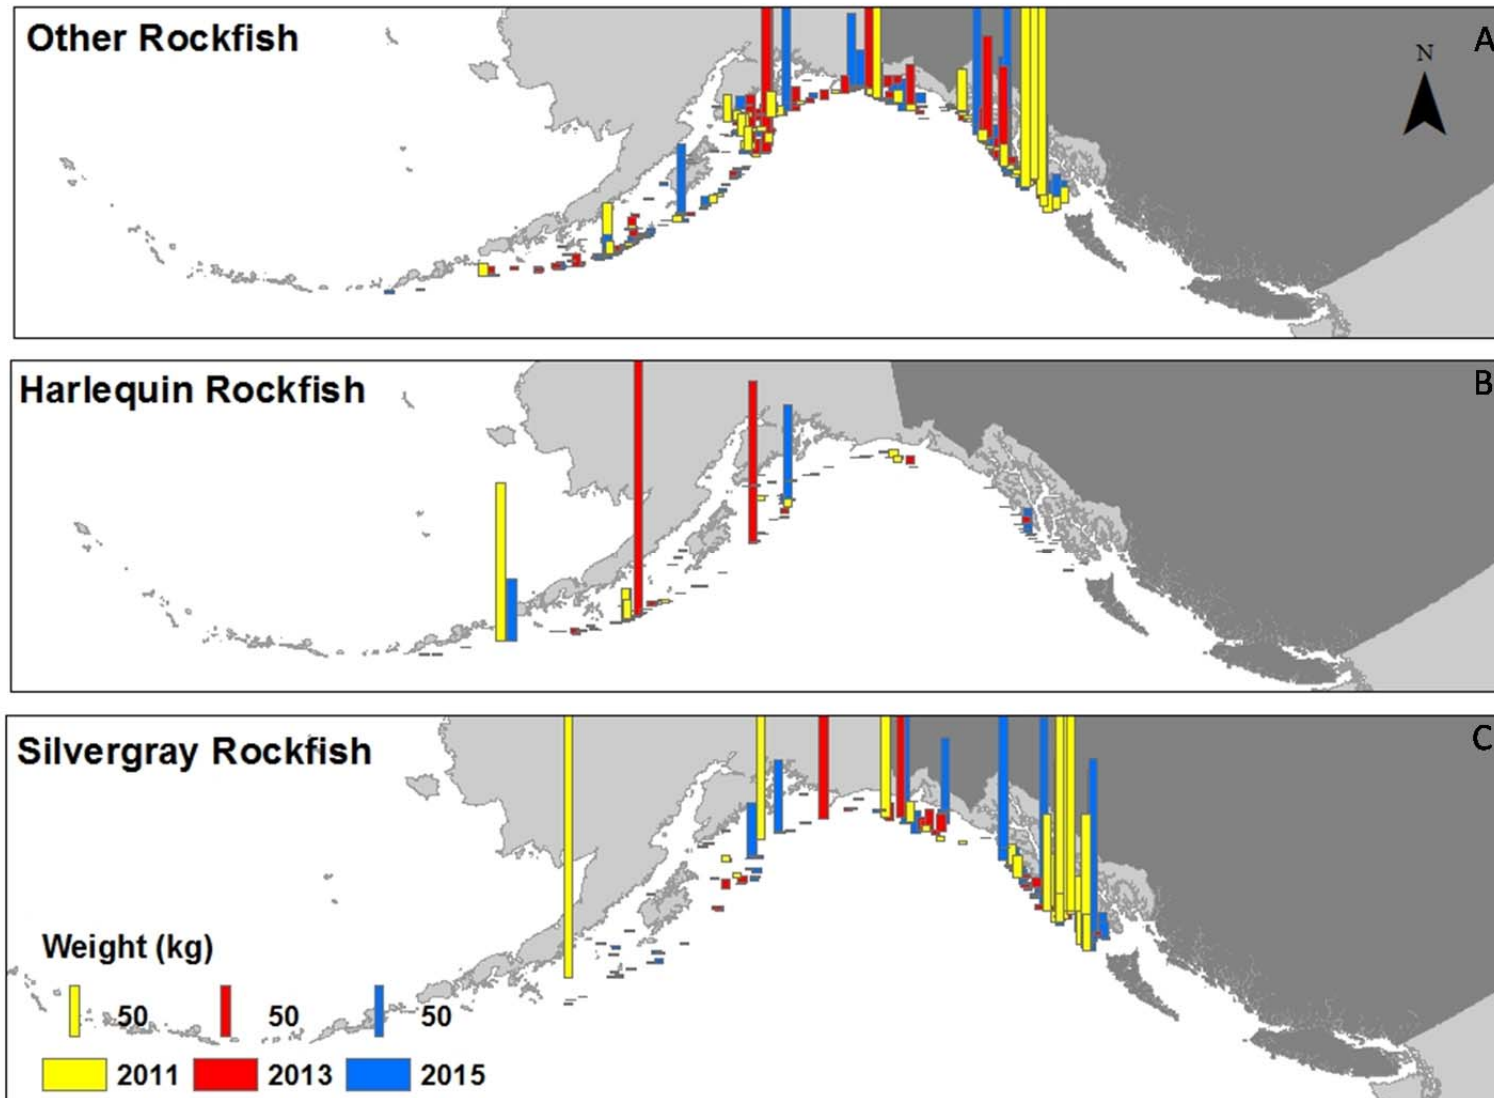 Other Rockfish
A
N
Harlequin Rockfish
B
Silvergray Rockfish
C
Weight (kg)
50 50 50
2011 2013 2015